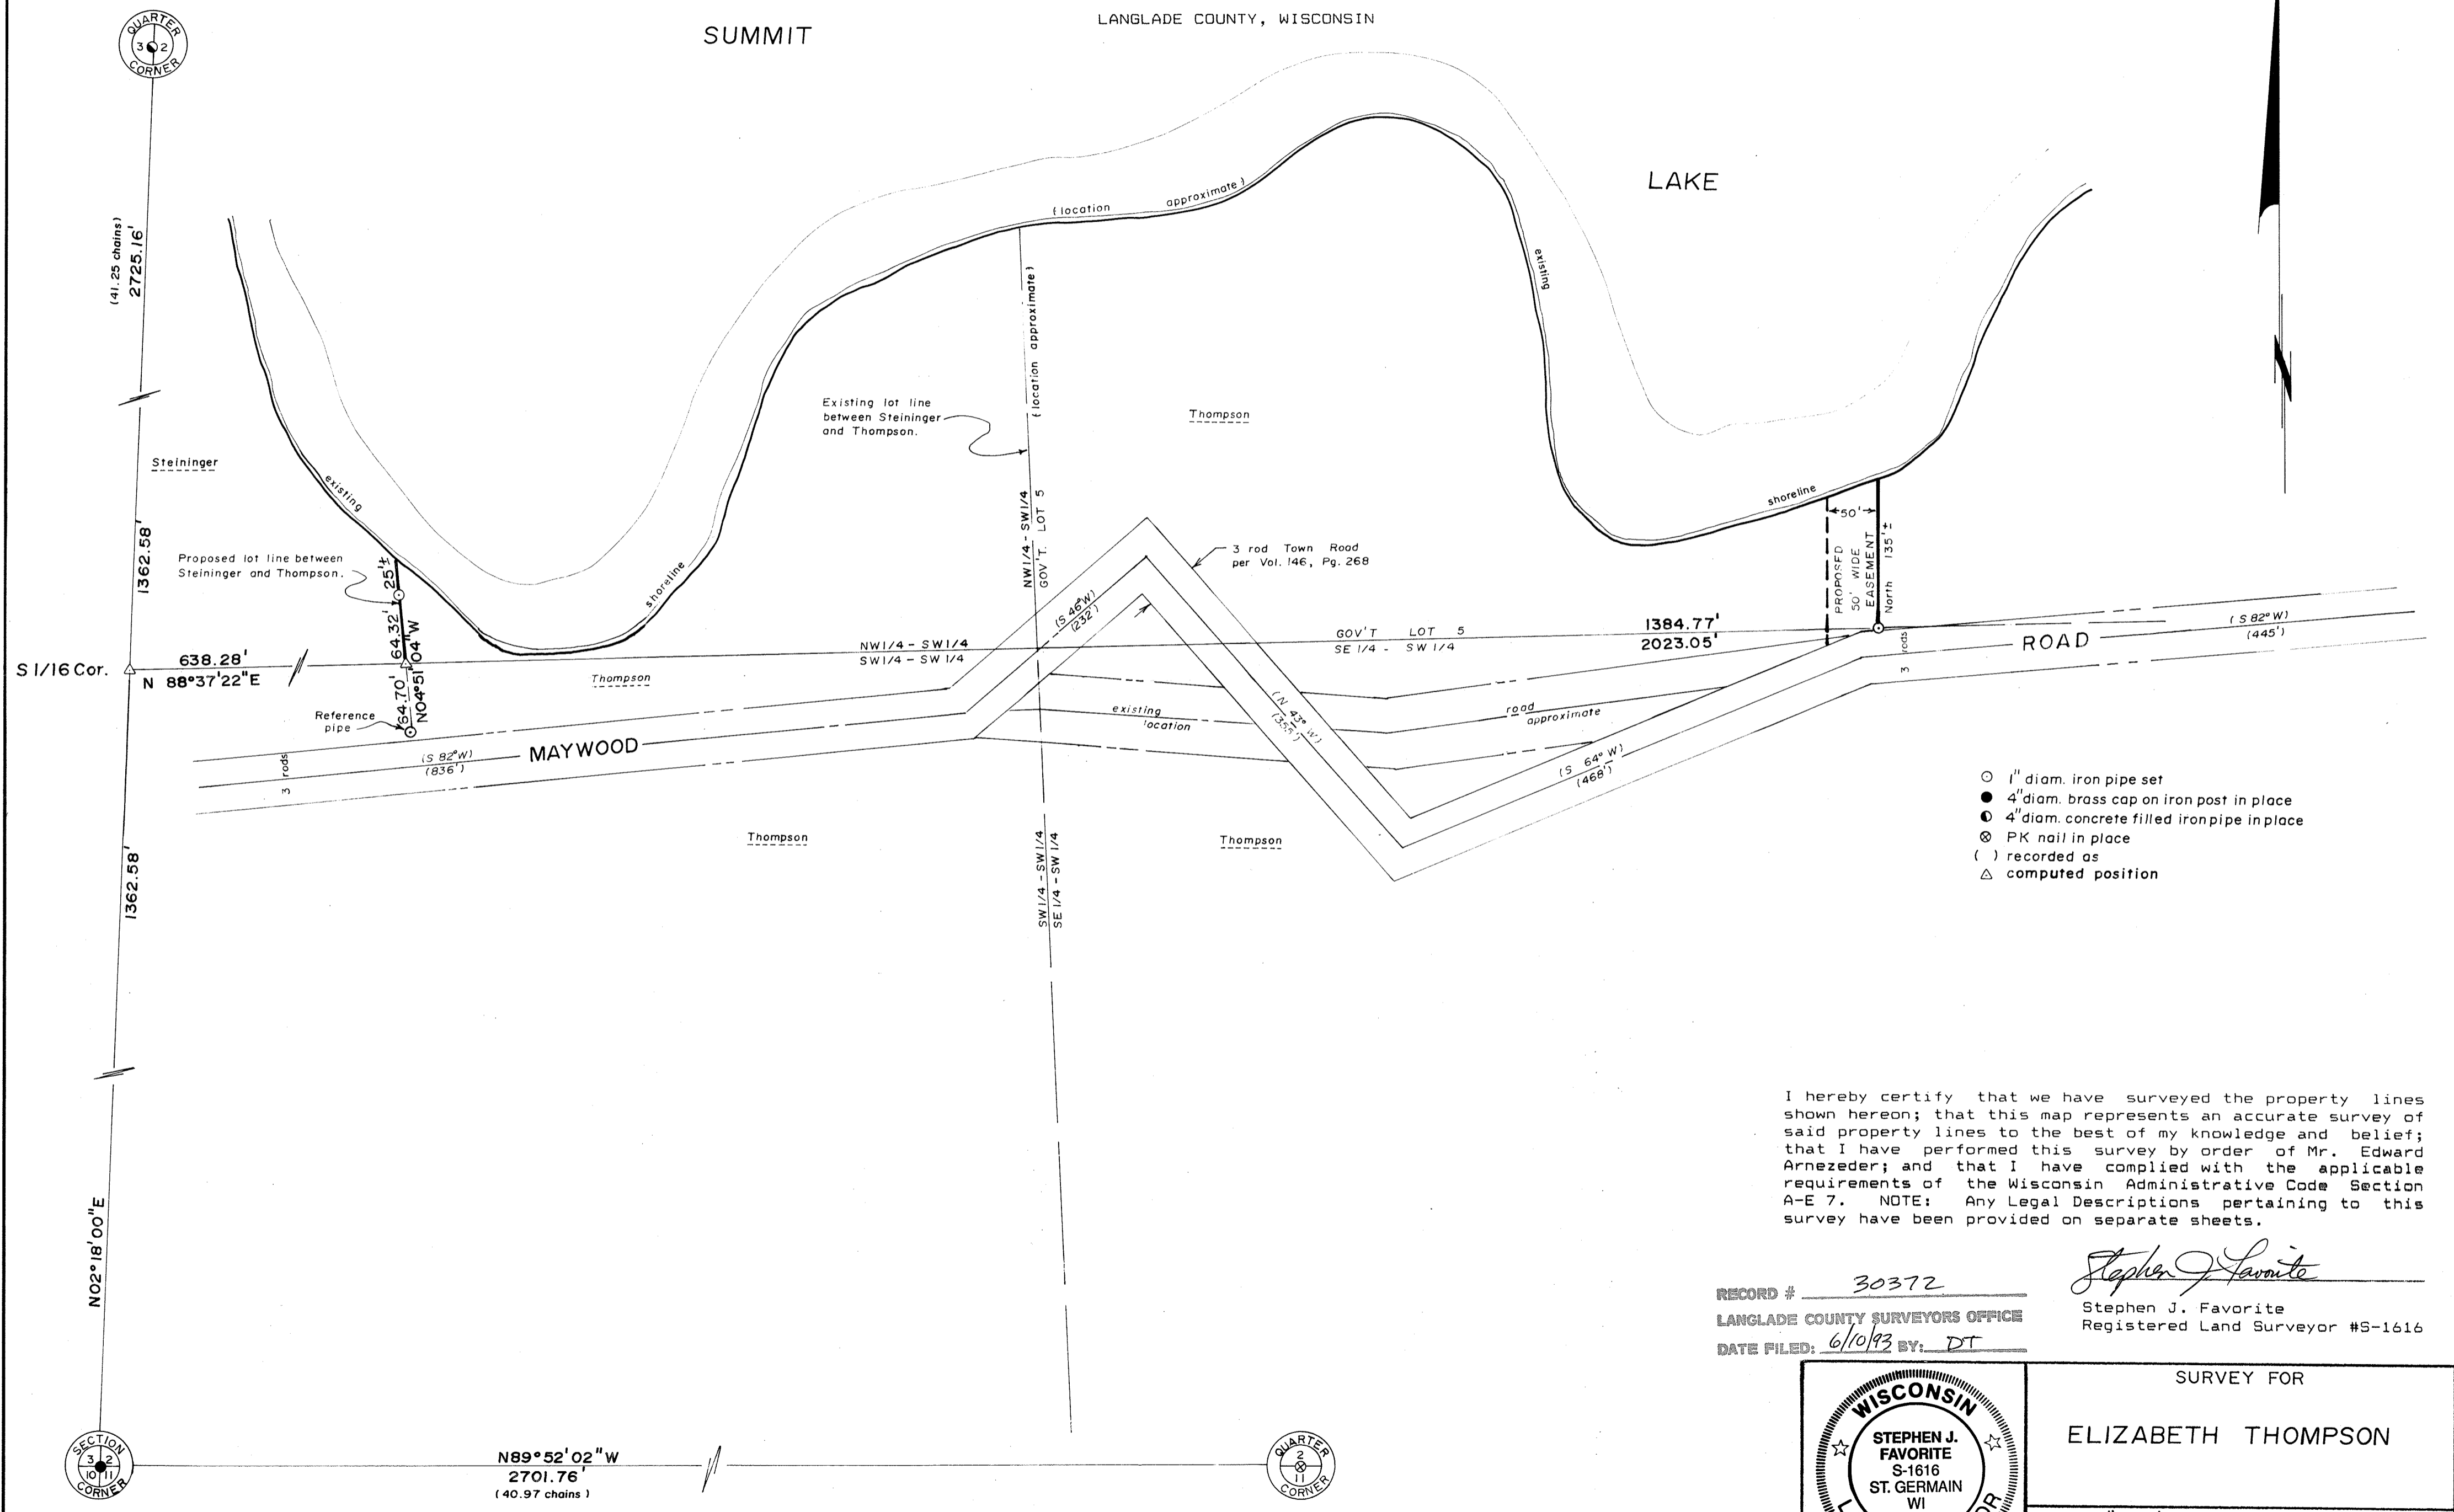 LANGLADE COUNTY, WISCONSIN
SUMMIT
LAKE
QUARTER
3 2
CORNER
(41.25 chains)
2725.16'
(location approximate)
existing
(location approximate)
Existing lot line
between Steininger
and Thompson.
Thompson
Steininger
existing
shoreline
50'
PROPOSED
50' WIDE
EASEMENT
North 135'±
NW1/4 - SW1/4
GOV'T. LOT 5
3 rod Town Road
per Vol. 146, Pg. 268
1362.58'
Proposed lot line between
Steininger and Thompson.
25'±
64.32'
shoreline
(S 46°W)
(232')
GOV'T LOT 5
SE 1/4 - SW 1/4
1384.77'
2023.05'
(S 82°W)
(445')
ROAD
3 rods
NW1/4 - SW1/4
SW1/4 - SW 1/4
S 1/16 Cor.
638.28'
N 88°37'22"E
64.70'
N04°51'04"W
Thompson
Reference
pipe
existing
location
road
approximate
(N 43° W)
(355')
3 rods
(S 82°W)
(836')
MAYWOOD
(S 64° W)
(468')
1" diam. iron pipe set
4" diam. brass cap on iron post in place
4" diam. concrete filled iron pipe in place
PK nail in place
( ) recorded as
computed position
Thompson
Thompson
1362.58'
SW1/4 - SW1/4
SE 1/4 - SW 1/4
N02°18'00"E
I hereby certify that we have surveyed the property lines
shown hereon; that this map represents an accurate survey of
said property lines to the best of my knowledge and belief;
that I have performed this survey by order of Mr. Edward
Arnezeder; and that I have complied with the applicable
requirements of the Wisconsin Administrative Code Section
A-E 7. NOTE: Any Legal Descriptions pertaining to this
survey have been provided on separate sheets.
Stephen J. Favorite
Stephen J. Favorite
Registered Land Surveyor #S-1616
RECORD # 30372
LANGLADE COUNTY SURVEYORS OFFICE
DATE FILED: 6/10/93 BY: DT
WISCONSIN
STEPHEN J.
FAVORITE
S-1616
ST. GERMAIN
WI
SURVEY FOR
ELIZABETH THOMPSON
SECTION
3 2
10 11
CORNER
N89°52'02"W
2701.76'
(40.97 chains)
QUARTER
2
11
CORNER